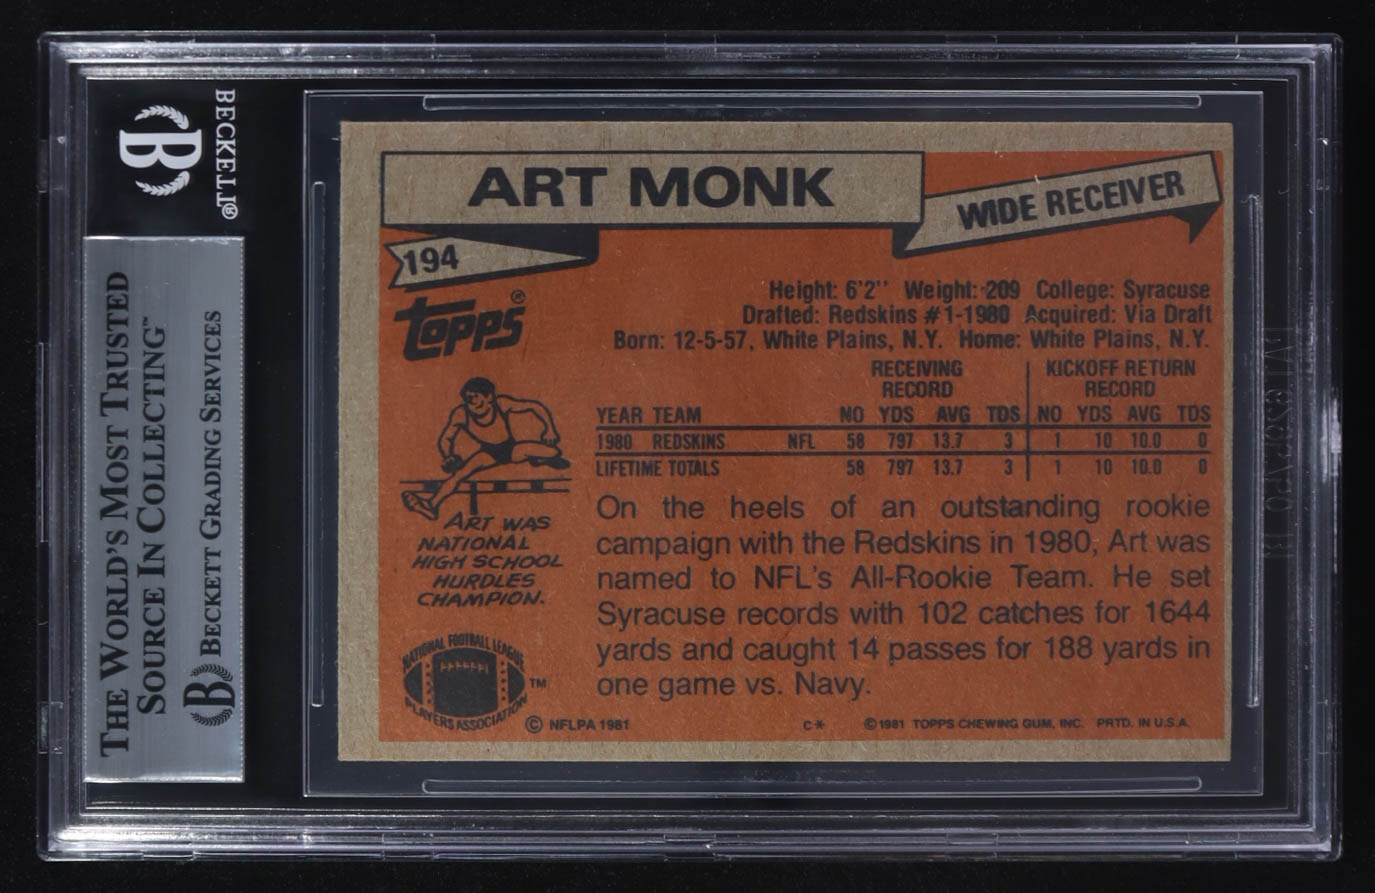 BECKETT®
B
THE WORLD'S MOST TRUSTED
SOURCE IN COLLECTING™
B BECKETT GRADING SERVICES
ART MONK
WIDE RECEIVER
194
Topps®
Height: 6'2'' Weight: 209 College: Syracuse
Drafted: Redskins #1-1980 Acquired: Via Draft
Born: 12-5-57, White Plains, N.Y. Home: White Plains, N.Y.
RECEIVING KICKOFF RETURN
RECORD RECORD
YEAR TEAM NO YDS AVG TDS NO YDS AVG TDS
1980 REDSKINS NFL 58 797 13.7 3 1 10 10.0 0
LIFETIME TOTALS 58 797 13.7 3 1 10 10.0 0
ART WAS
NATIONAL
HIGH SCHOOL
HURDLES
CHAMPION.
On the heels of an outstanding rookie
campaign with the Redskins in 1980, Art was
named to NFL's All-Rookie Team. He set
Syracuse records with 102 catches for 1644
yards and caught 14 passes for 188 yards in
one game vs. Navy.
NATIONAL FOOTBALL LEAGUE
PLAYERS ASSOCIATION
TM
© NFLPA 1981
C*
© 1981 TOPPS CHEWING GUM, INC. PRTD. IN U.S.A.